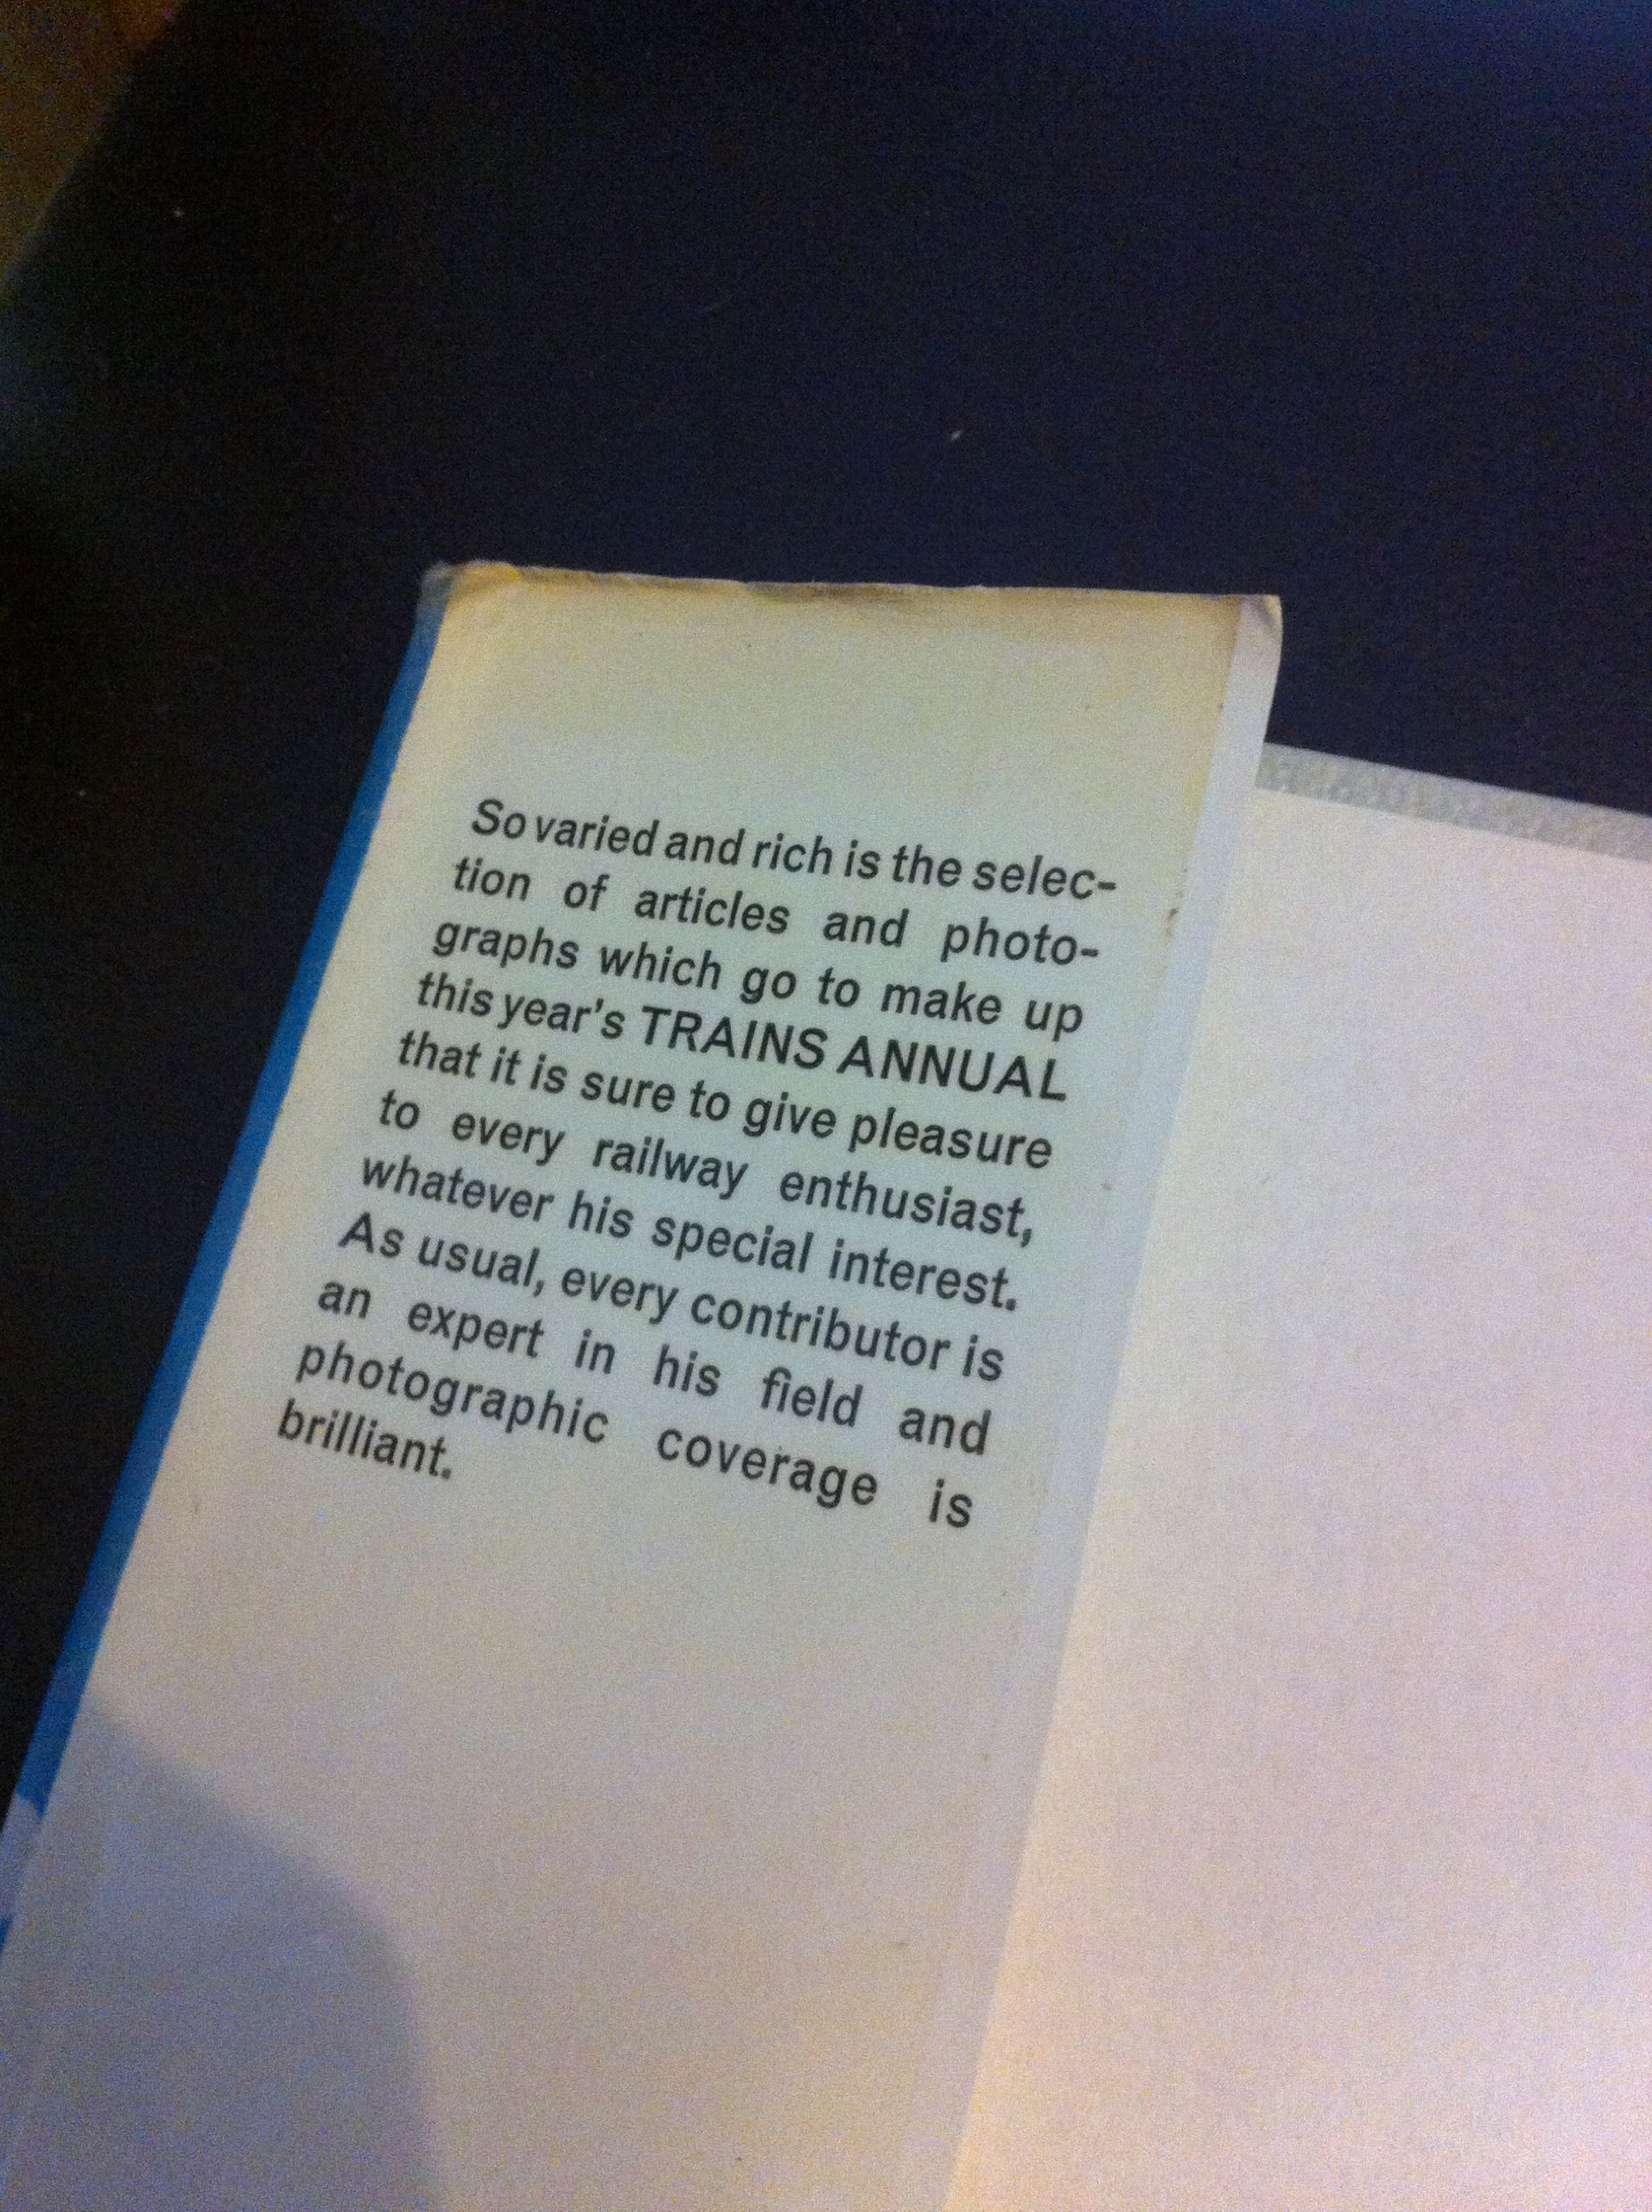 So varied and rich is the selec-
tion of articles and photo-
graphs which go to make up
this year's TRAINS ANNUAL
that it is sure to give pleasure
to every railway enthusiast,
whatever his special interest.
As usual, every contributor is
an expert in his field and
photographic coverage is
brilliant.